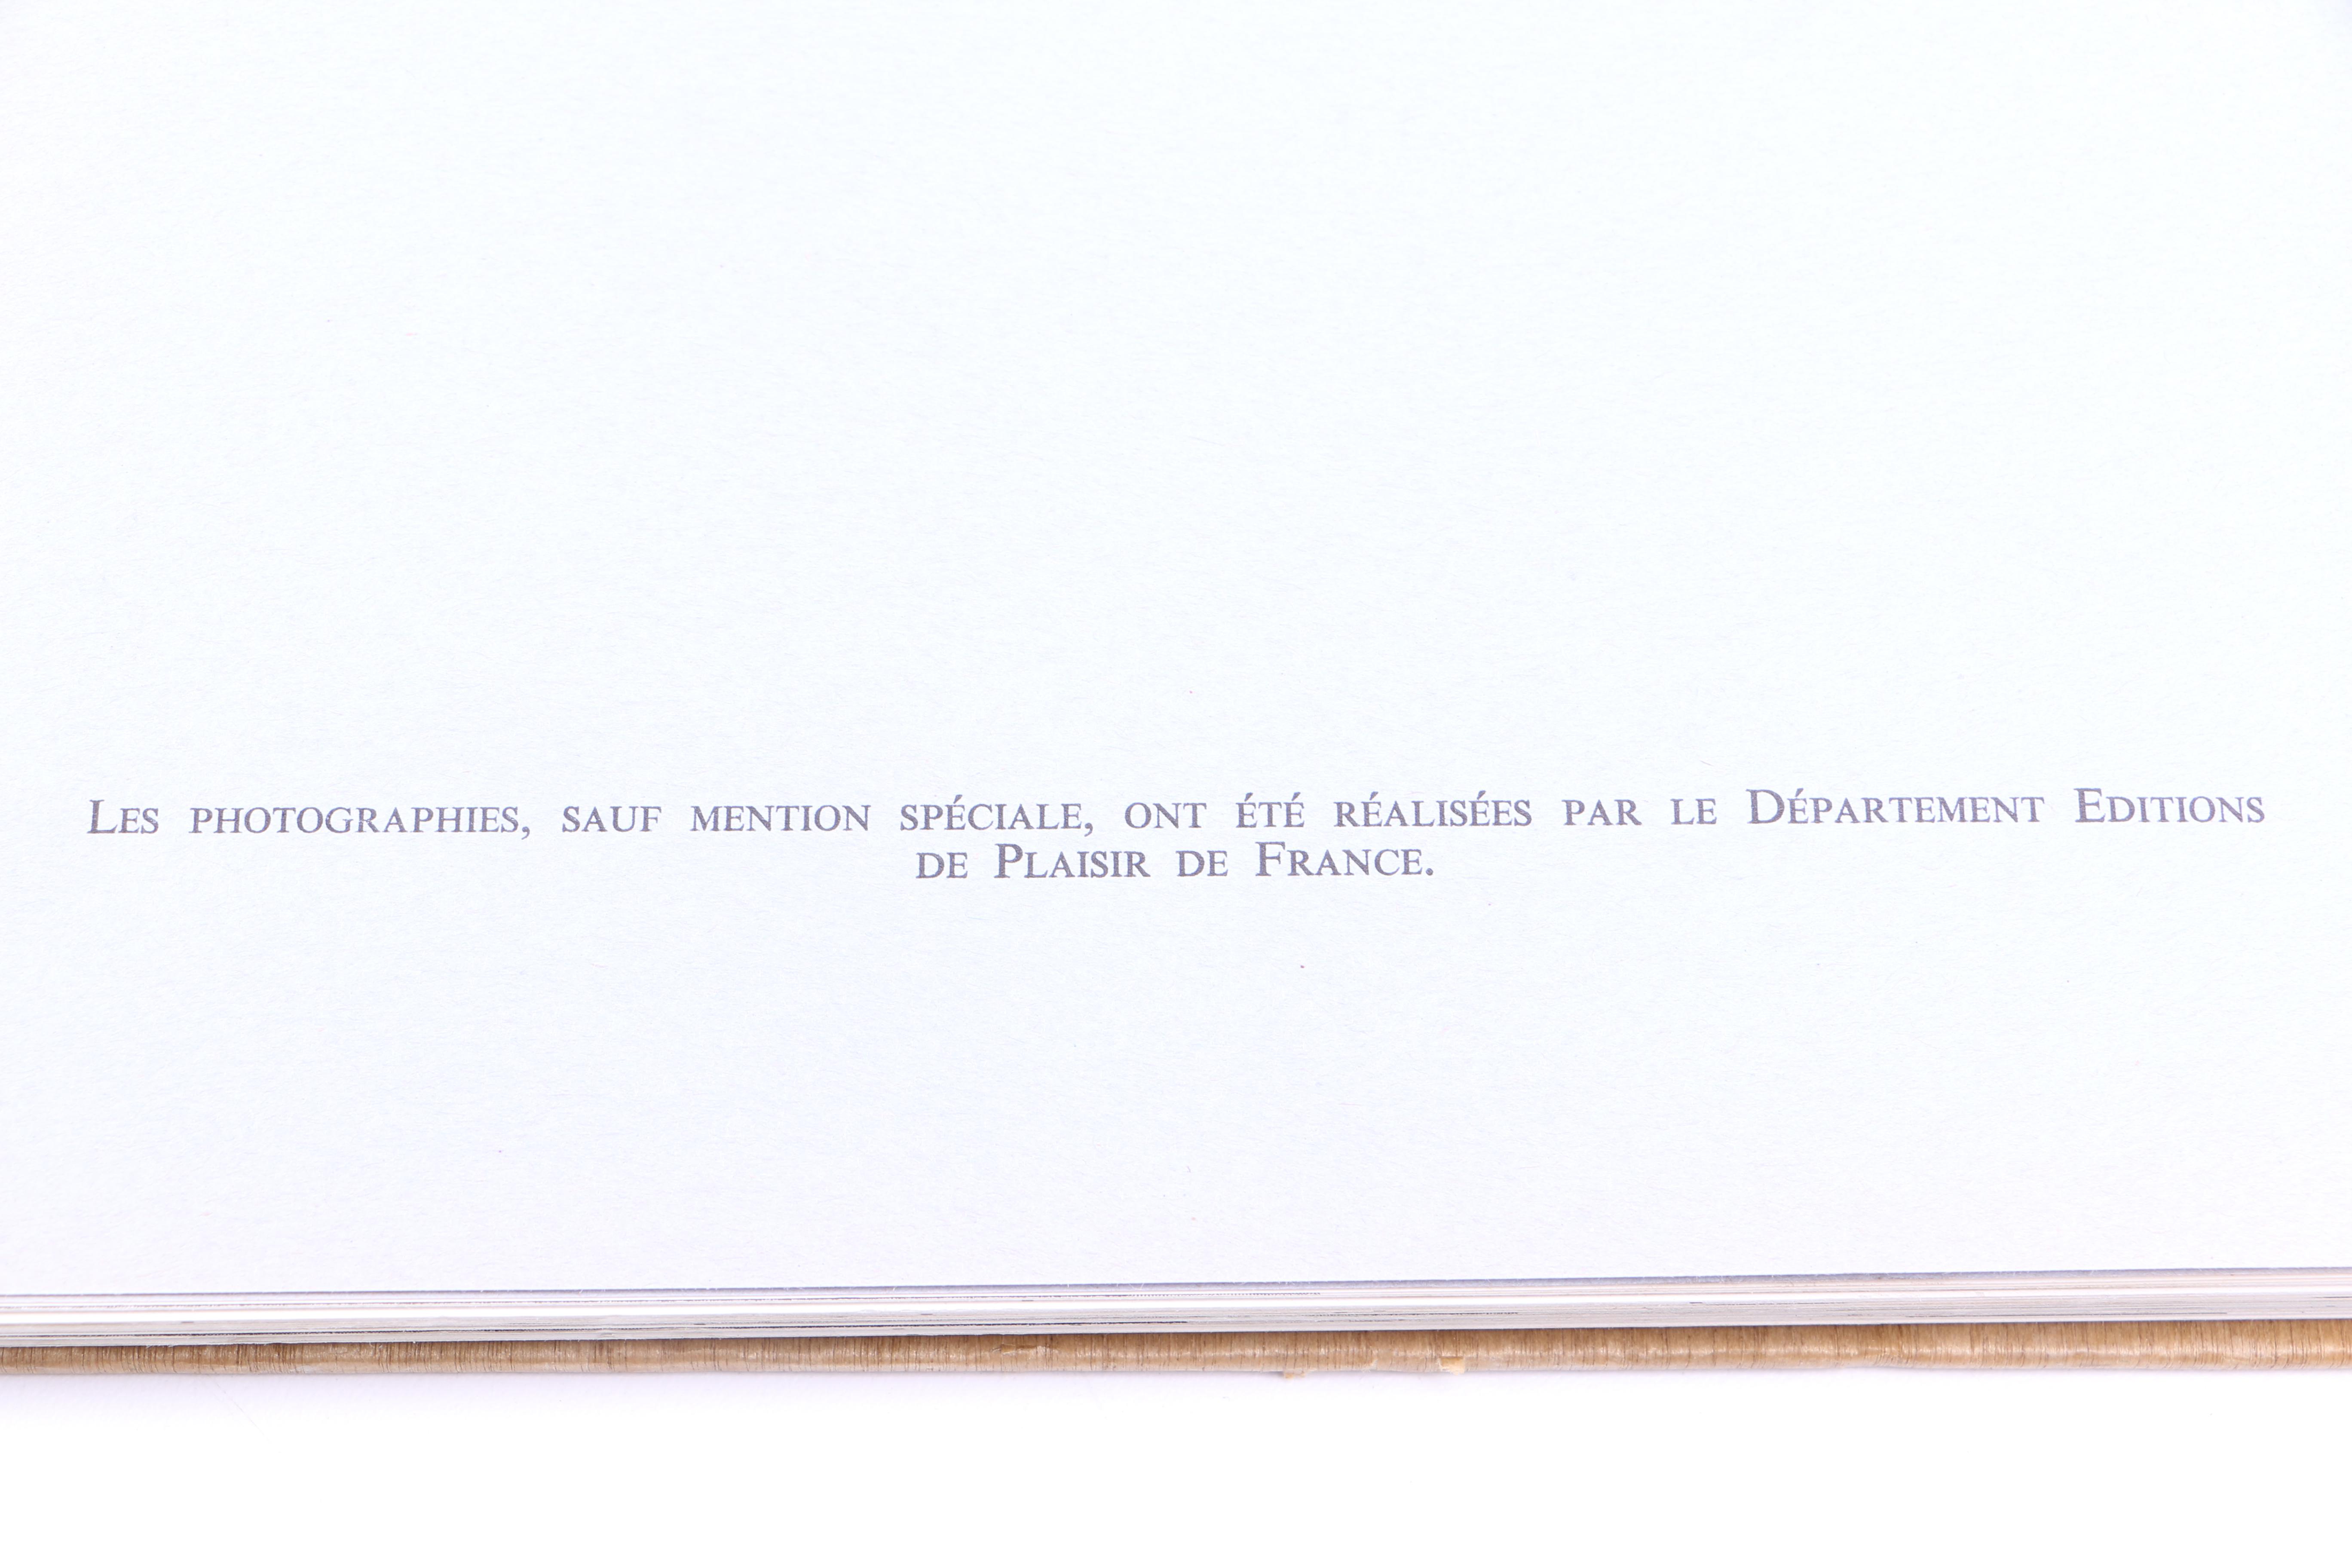 Les photographies, sauf mention spéciale, ont été réalisées par le Département Editions
de Plaisir de France.